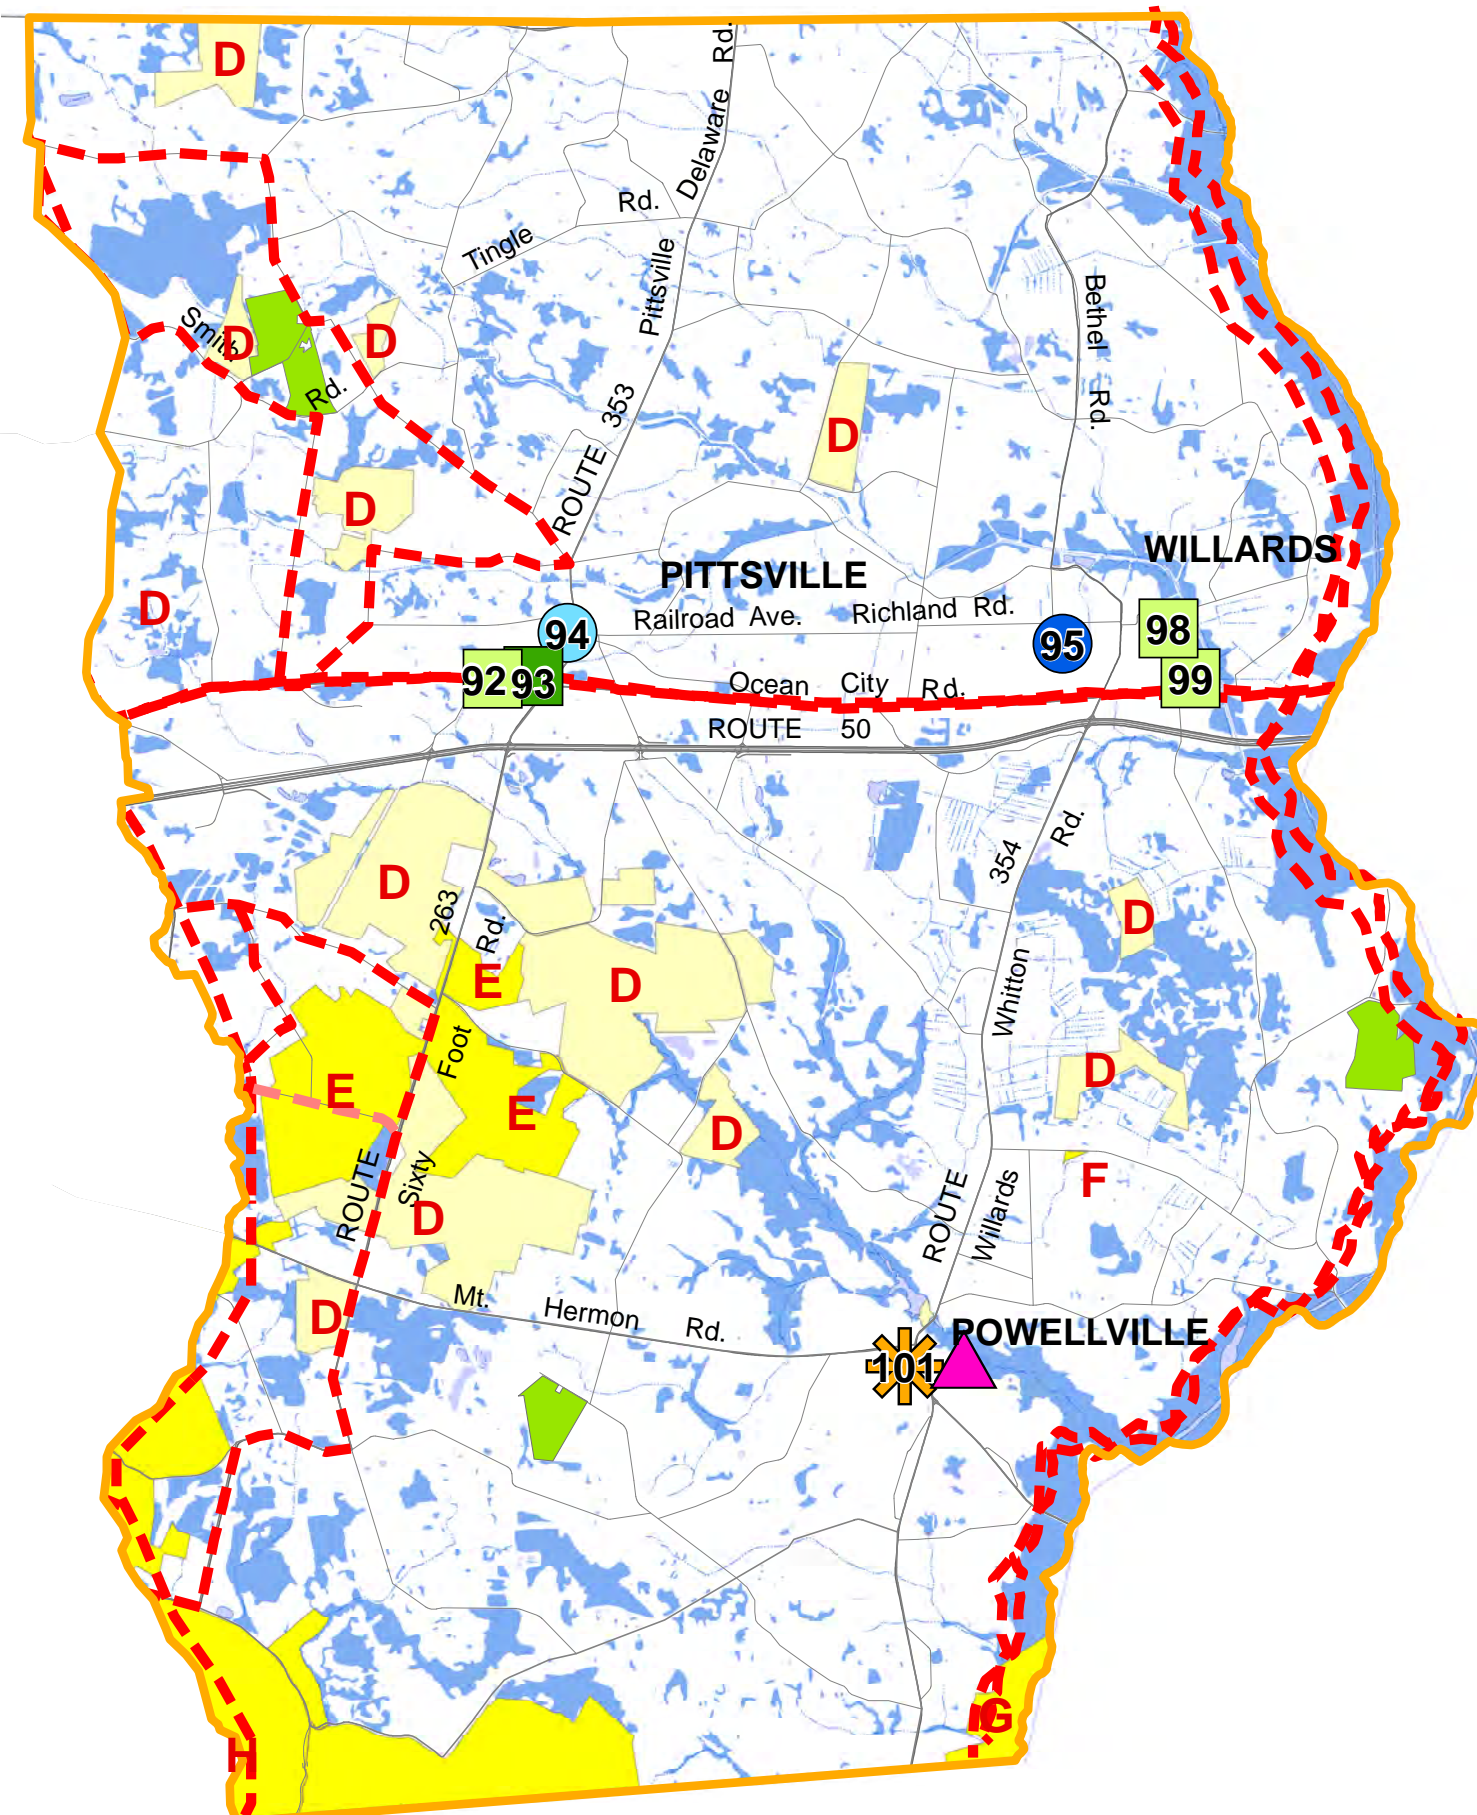 D
Delaware Rd.
Tingle Rd.
Pittsville
Bethel Rd.
Smith Rd.
D
D
D
ROUTE 353
D
D
PITTSVILLE
WILLARDS
Railroad Ave.
Richland Rd.
94
95
98
92
93
99
Ocean City Rd.
ROUTE 50
354
Rd.
D
263
Rd.
D
E
D
Whitton
Foot
E
E
D
D
ROUTE
Sixty
D
F
ROUTE
Willards
Mt. Hermon Rd.
D
POWELLVILLE
101
G
H